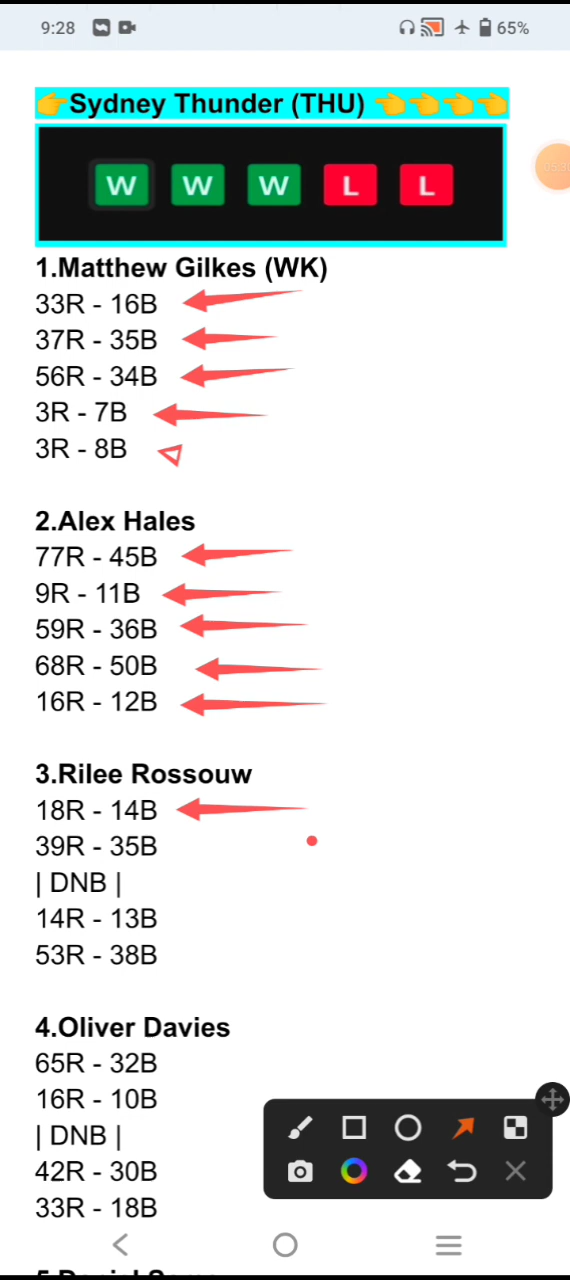 9:28 65%
👉Sydney Thunder (THU) 👈👈👈👈
W W W L L
1.Matthew Gilkes (WK)
33R - 16B
37R - 35B
56R - 34B
3R - 7B
3R - 8B
2.Alex Hales
77R - 45B
9R - 11B
59R - 36B
68R - 50B
16R - 12B
3.Rilee Rossouw
18R - 14B
39R - 35B
| DNB |
14R - 13B
53R - 38B
4.Oliver Davies
65R - 32B
16R - 10B
| DNB |
42R - 30B
33R - 18B